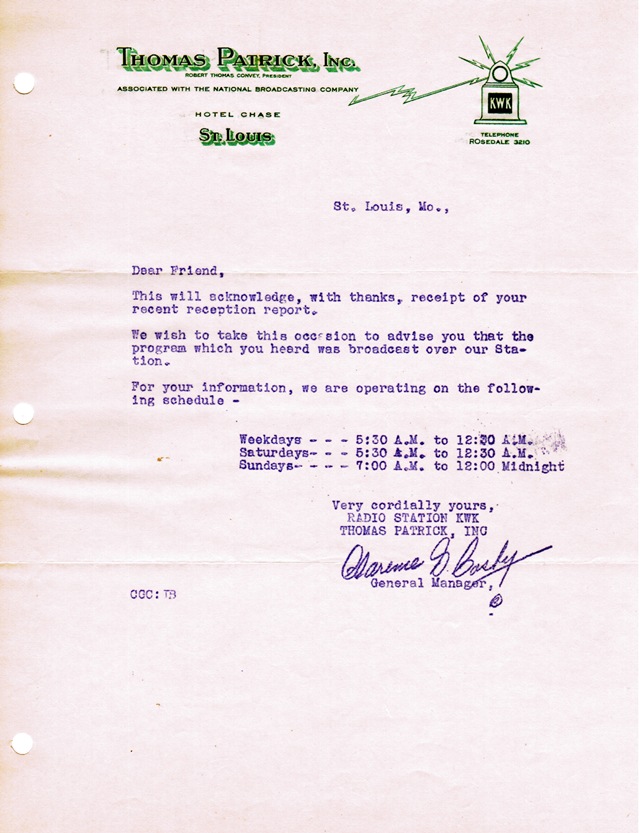 THOMAS PATRICK, INC.
ROBERT THOMAS CONVEY, PRESIDENT
ASSOCIATED WITH THE NATIONAL BROADCASTING COMPANY
HOTEL CHASE
ST. LOUIS
KWK
TELEPHONE
ROSEDALE 3210
St. Louis, Mo.,
Dear Friend,
This will acknowledge, with thanks, receipt of your
recent reception report.
We wish to take this occasion to advise you that the
program which you heard was broadcast over our Sta-
tion.
For your information, we are operating on the follow-
ing schedule -
Weekdays - - - 5:30 A.M. to 12:30 A.M.
Saturdays- - - 5:30 A.M. to 12:30 A.M.
Sundays- - - - 7:00 A.M. to 12:00 Midnight
Very cordially yours,
RADIO STATION KWK
THOMAS PATRICK, INC
Clarence G. Cosby
General Manager,
CGC:TB